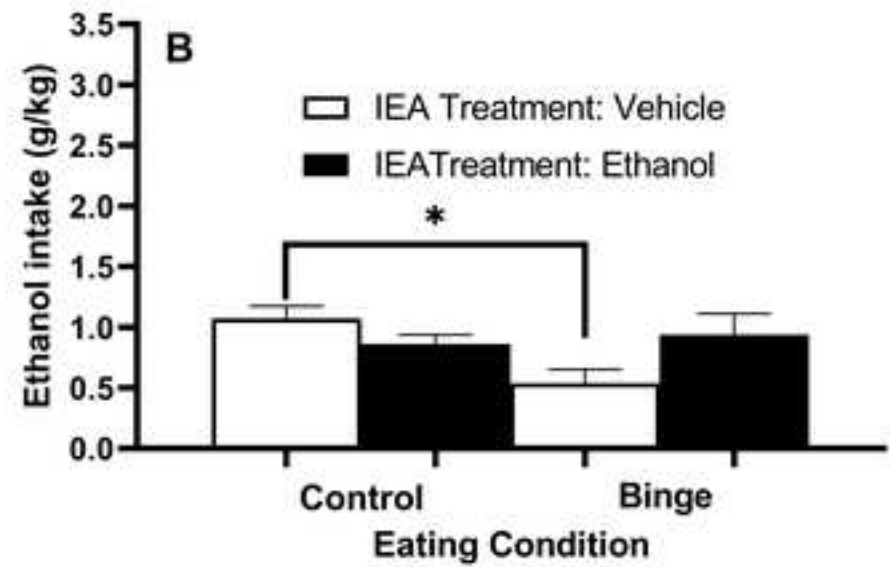 B
IEA Treatment: Vehicle
IEATreatment: Ethanol
*
Ethanol intake (g/kg)
3.5
3.0
2.5
2.0
1.5
1.0
0.5
0.0
Control Binge
Eating Condition